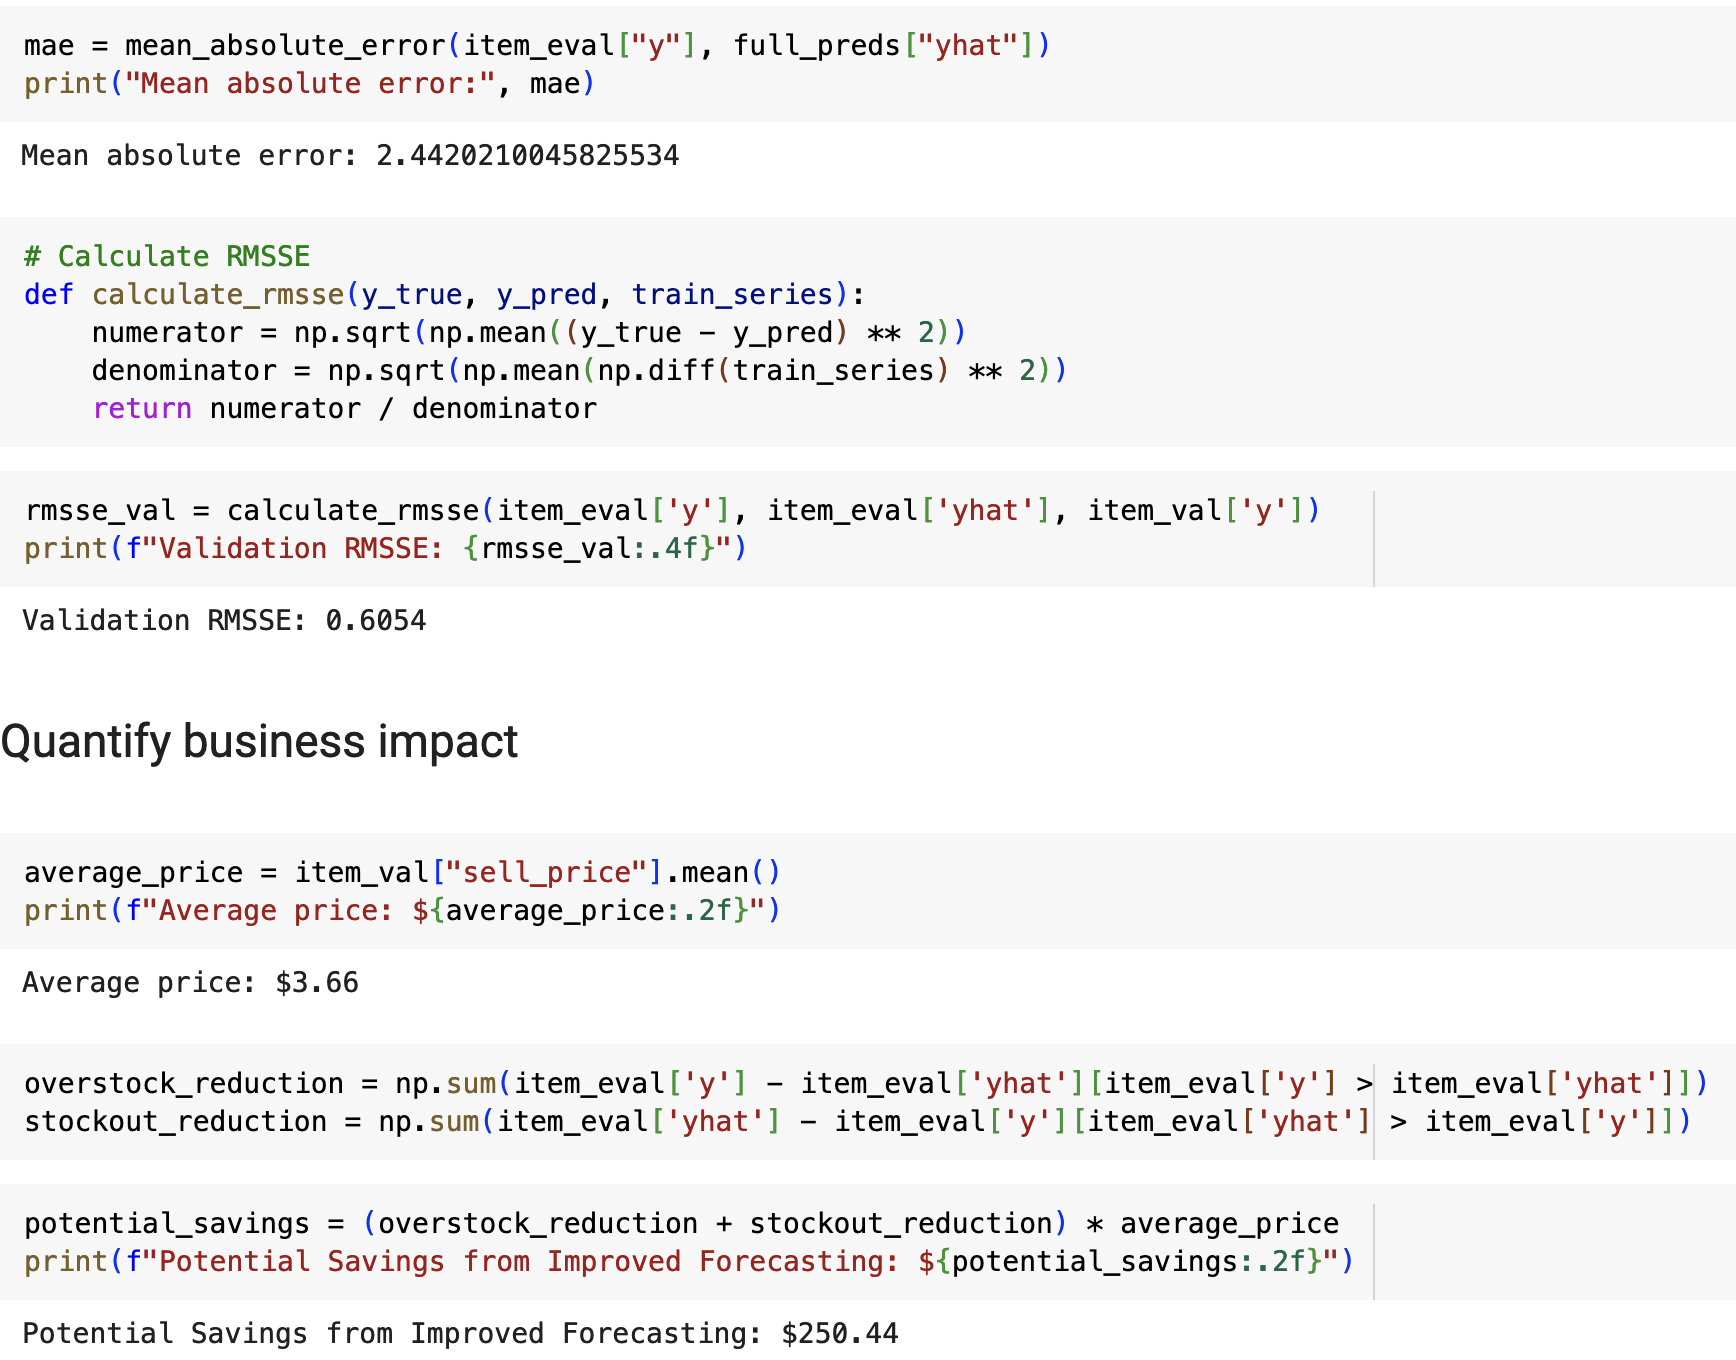 mae = mean_absolute_error(item_eval["y"], full_preds["yhat"])
print("Mean absolute error:", mae)
Mean absolute error: 2.4420210045825534
# Calculate RMSSE
def calculate_rmsse(y_true, y_pred, train_series):
    numerator = np.sqrt(np.mean((y_true - y_pred) ** 2))
    denominator = np.sqrt(np.mean(np.diff(train_series) ** 2))
    return numerator / denominator
rmsse_val = calculate_rmsse(item_eval['y'], item_eval['yhat'], item_val['y'])
print(f"Validation RMSSE: {rmsse_val:.4f}")
Validation RMSSE: 0.6054
Quantify business impact
average_price = item_val["sell_price"].mean()
print(f"Average price: ${average_price:.2f}")
Average price: $3.66
overstock_reduction = np.sum(item_eval['y'] - item_eval['yhat'][item_eval['y'] > item_eval['yhat']])
stockout_reduction = np.sum(item_eval['yhat'] - item_eval['y'][item_eval['yhat'] > item_eval['y']])
potential_savings = (overstock_reduction + stockout_reduction) * average_price
print(f"Potential Savings from Improved Forecasting: ${potential_savings:.2f}")
Potential Savings from Improved Forecasting: $250.44